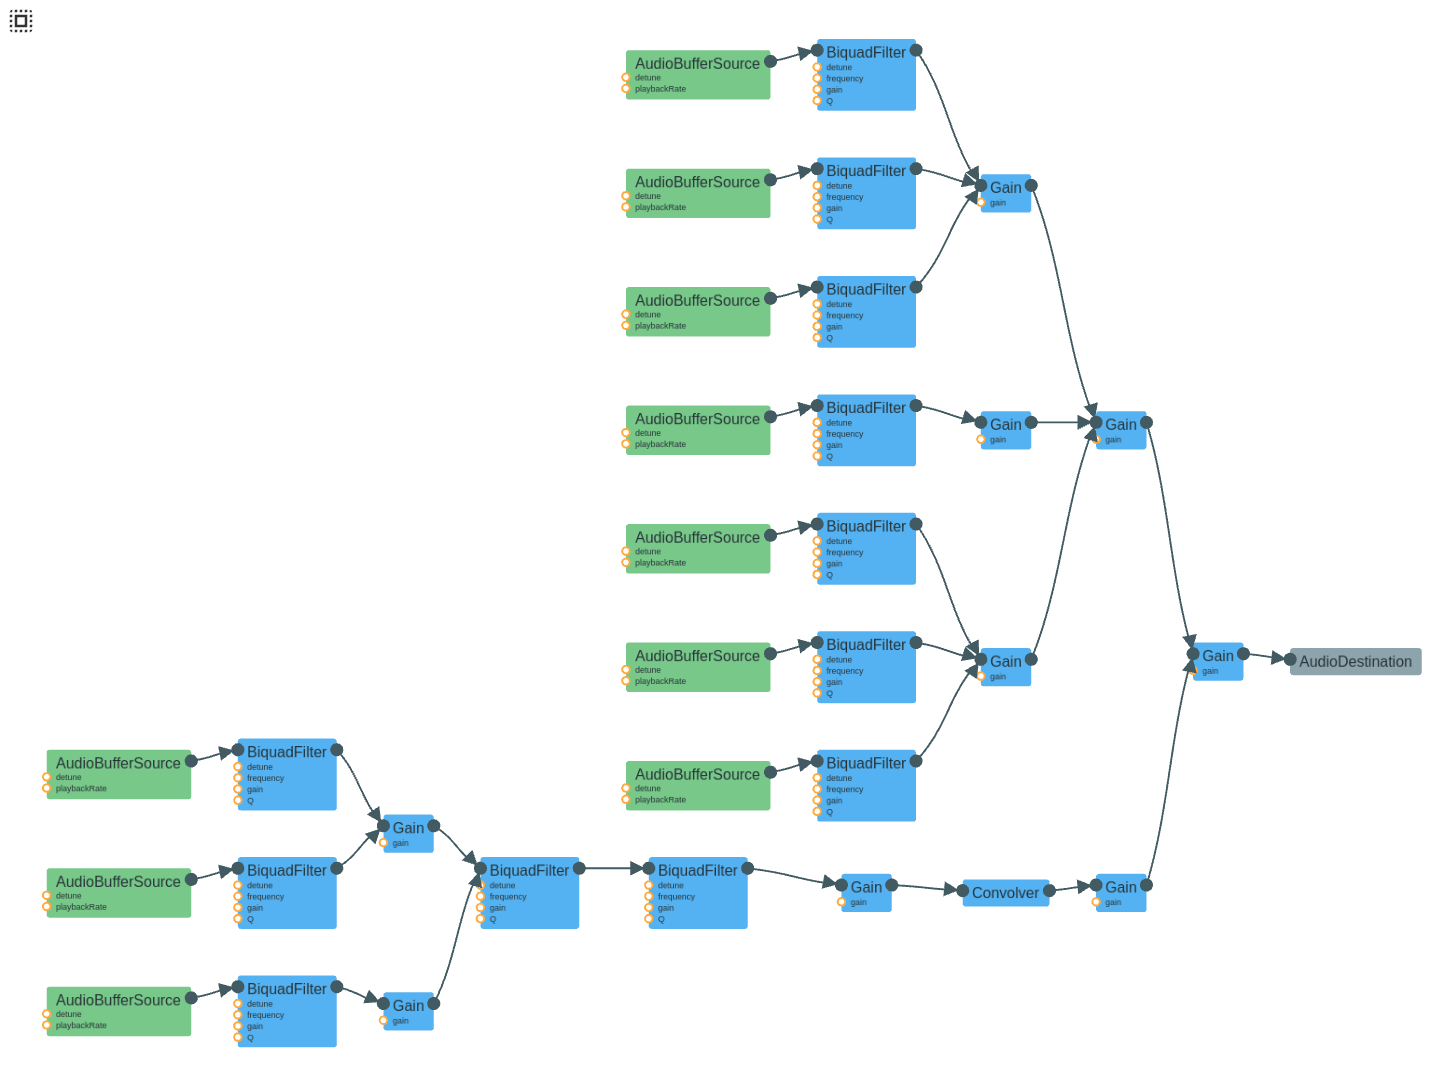 AudioBufferSource
detune
playbackRate
BiquadFilter
detune
frequency
gain
Q
AudioBufferSource
detune
playbackRate
BiquadFilter
detune
frequency
gain
Q
Gain
gain
AudioBufferSource
detune
playbackRate
BiquadFilter
detune
frequency
gain
Q
AudioBufferSource
detune
playbackRate
BiquadFilter
detune
frequency
gain
Q
Gain
gain
Gain
gain
AudioBufferSource
detune
playbackRate
BiquadFilter
detune
frequency
gain
Q
AudioBufferSource
detune
playbackRate
BiquadFilter
detune
frequency
gain
Q
Gain
gain
Gain
gain
AudioDestination
AudioBufferSource
detune
playbackRate
BiquadFilter
detune
frequency
gain
Q
AudioBufferSource
detune
playbackRate
BiquadFilter
detune
frequency
gain
Q
Gain
gain
AudioBufferSource
detune
playbackRate
BiquadFilter
detune
frequency
gain
Q
BiquadFilter
detune
frequency
gain
Q
BiquadFilter
detune
frequency
gain
Q
Gain
gain
Convolver
Gain
gain
AudioBufferSource
detune
playbackRate
BiquadFilter
detune
frequency
gain
Q
Gain
gain